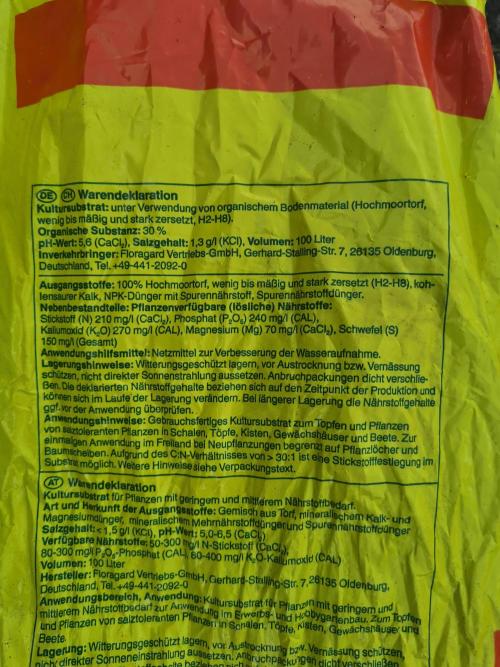 DE CH Warendeklaration
Kultursubstrat: unter Verwendung von organischem Bodenmaterial (Hochmoortorf,
wenig bis mäßig und stark zersetzt, H2-H8).
Organische Substanz: 30 %
pH-Wert: 5,6 (CaCl₂), Salzgehalt: 1,3 g/l (KCl), Volumen: 100 Liter
Inverkehrbringer: Floragard Vertriebs-GmbH, Gerhard-Stalling-Str. 7, 26135 Oldenburg,
Deutschland, Tel. +49-441-2092-0
Ausgangsstoffe: 100% Hochmoortorf, wenig bis mäßig und stark zersetzt (H2-H8), koh-
lensaurer Kalk, NPK-Dünger mit Spurennährstoff, Spurennährstoffdünger.
Nebenbestandteile: Pflanzenverfügbare (lösliche) Nährstoffe:
Stickstoff (N) 210 mg/l (CaCl₂), Phosphat (P₂O₅) 240 mg/l (CAL),
Kaliumoxid (K₂O) 270 mg/l (CAL), Magnesium (Mg) 70 mg/l (CaCl₂), Schwefel (S)
150 mg/l (Gesamt)
Anwendungshilfsmittel: Netzmittel zur Verbesserung der Wasseraufnahme.
Lagerungshinweise: Witterungsgeschützt lagern, vor Austrocknung bzw. Vernässung
schützen, nicht direkter Sonnenstrahlung aussetzen. Anbruchpackungen dicht verschlie-
ßen. Die deklarierten Nährstoffgehalte beziehen sich auf den Zeitpunkt der Produktion und
können sich im Laufe der Lagerung verändern. Bei längerer Lagerung die Nährstoffgehalte
ggf. vor der Anwendung überprüfen.
Anwendungshinweise: Gebrauchsfertiges Kultursubstrat zum Topfen und Pflanzen
von salztoleranten Pflanzen in Schalen, Töpfe, Kisten, Gewächshäuser und Beete. Zur
einmaligen Anwendung im Freiland bei Neupflanzungen begrenzt auf Pflanzlöcher und
Baumscheiben. Aufgrund des C:N-Verhältnisses von > 30:1 ist eine Stickstofffestlegung im
Substrat möglich. Weitere Hinweise siehe Verpackungstext.
AT Warendeklaration
Kultursubstrat für Pflanzen mit geringem und mittlerem Nährstoffbedarf.
Art und Herkunft der Ausgangsstoffe: Gemisch aus Torf, mineralischem Kalk- und
Magnesiumdünger, mineralischem Mehrnährstoffdünger und Spurennährstoffdünger
Salzgehalt: < 1,5 g/l (KCl), pH-Wert: 5,0-6,5 (CaCl₂)
Verfügbare Nährstoffe: 50-300 mg/l N-Stickstoff (CaCl₂),
80-300 mg/l P₂O₅-Phosphat (CAL), 80-400 mg/l K₂O-Kaliumoxid (CAL)
Volumen: 100 Liter
Hersteller: Floragard Vertriebs-GmbH, Gerhard-Stalling-Str. 7, 26135 Oldenburg,
Deutschland, Tel. +49-441-2092-0
Anwendungsbereich, Anwendung: Kultursubstrat für Pflanzen mit geringem und
mittlerem Nährstoffbedarf zur Anwendung im Erwerbs- und Hobbygartenbau. Zum Topfen
und Pflanzen von salztoleranten Pflanzen in Schalen, Töpfe, Kisten, Gewächshäuser und
Beete.
Lagerung: Witterungsgeschützt lagern, vor Austrocknung bzw. Vernässung schützen,
nicht direkter Sonneneinstrahlung aussetzen. Anbruchpackungen dicht verschließen.